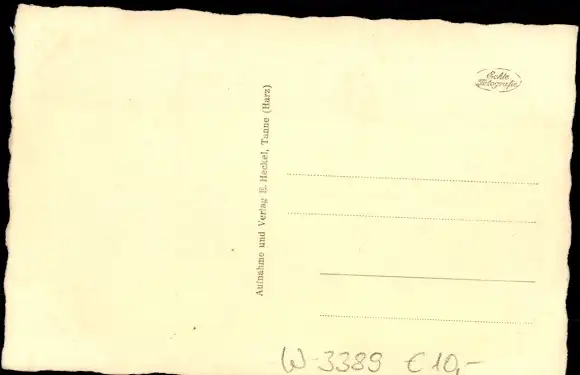 Echte
Fotografie
Aufnahme und Verlag E. Heckel, Tanne (Harz)
W-3389 € 10,-